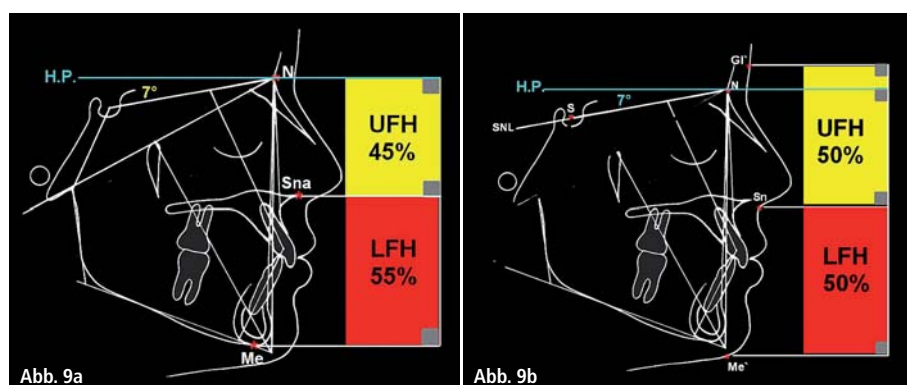 H.P.
N
7°
UFH
45%
Sna
LFH
55%
Me
Abb. 9a
Gl`
H.P.
N
7°
S
SNL
UFH
50%
Sn
LFH
50%
Me`
Abb. 9b